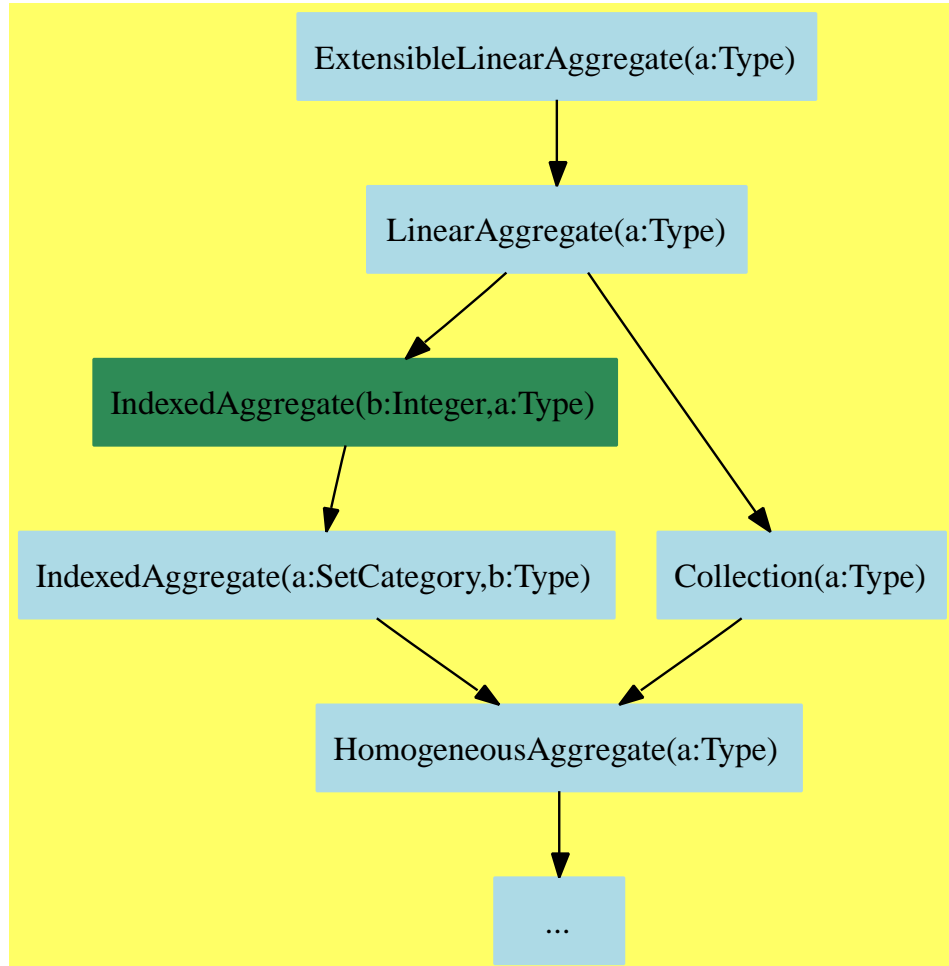 ExtensibleLinearAggregate(a:Type)
LinearAggregate(a:Type)
IndexedAggregate(b:Integer,a:Type)
IndexedAggregate(a:SetCategory,b:Type)
Collection(a:Type)
HomogeneousAggregate(a:Type)
...